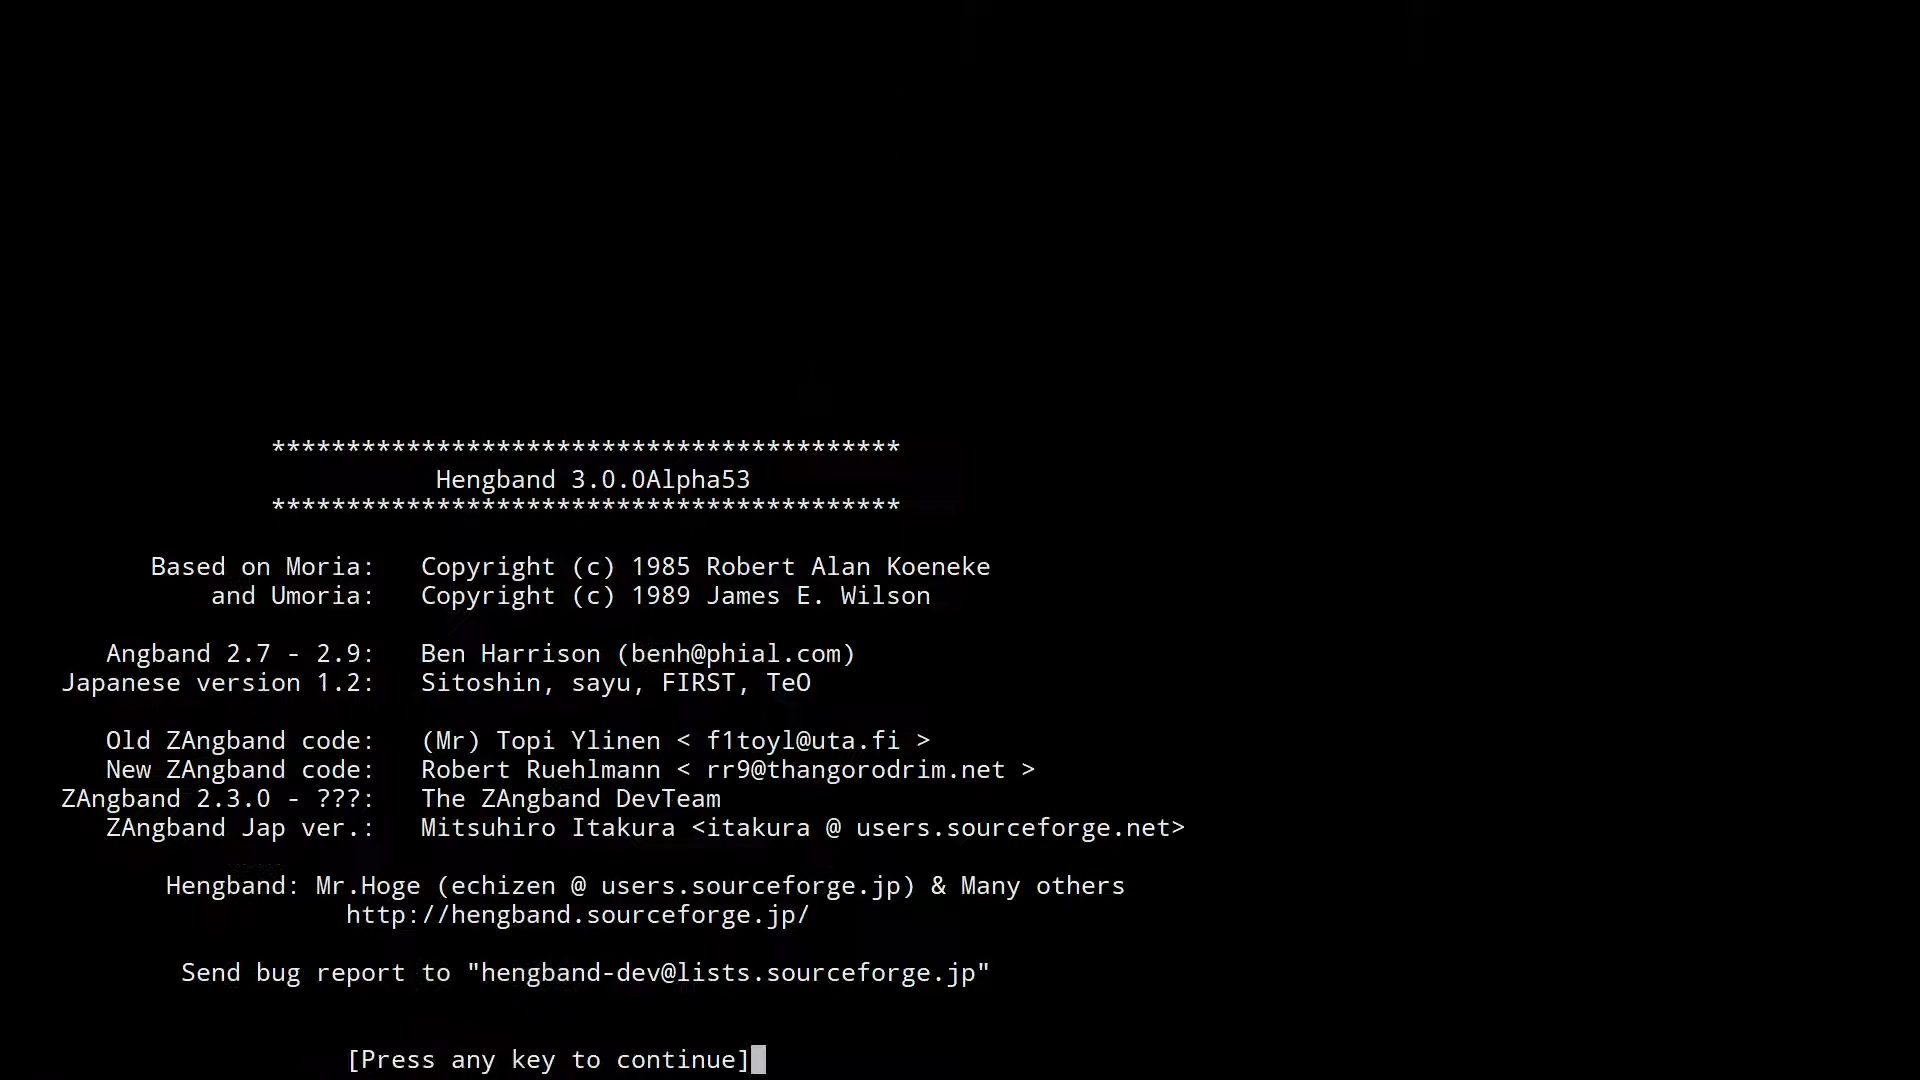 ******************************************
Hengband 3.0.0Alpha53
******************************************
Based on Moria: Copyright (c) 1985 Robert Alan Koeneke
and Umoria: Copyright (c) 1989 James E. Wilson
Angband 2.7 - 2.9: Ben Harrison (benh@phial.com)
Japanese version 1.2: Sitoshin, sayu, FIRST, TeO
Old ZAngband code: (Mr) Topi Ylinen < f1toyl@uta.fi >
New ZAngband code: Robert Ruehlmann < rr9@thangorodrim.net >
ZAngband 2.3.0 - ???: The ZAngband DevTeam
ZAngband Jap ver.: Mitsuhiro Itakura <itakura @ users.sourceforge.net>
Hengband: Mr.Hoge (echizen @ users.sourceforge.jp) & Many others
http://hengband.sourceforge.jp/
Send bug report to "hengband-dev@lists.sourceforge.jp"
[Press any key to continue]